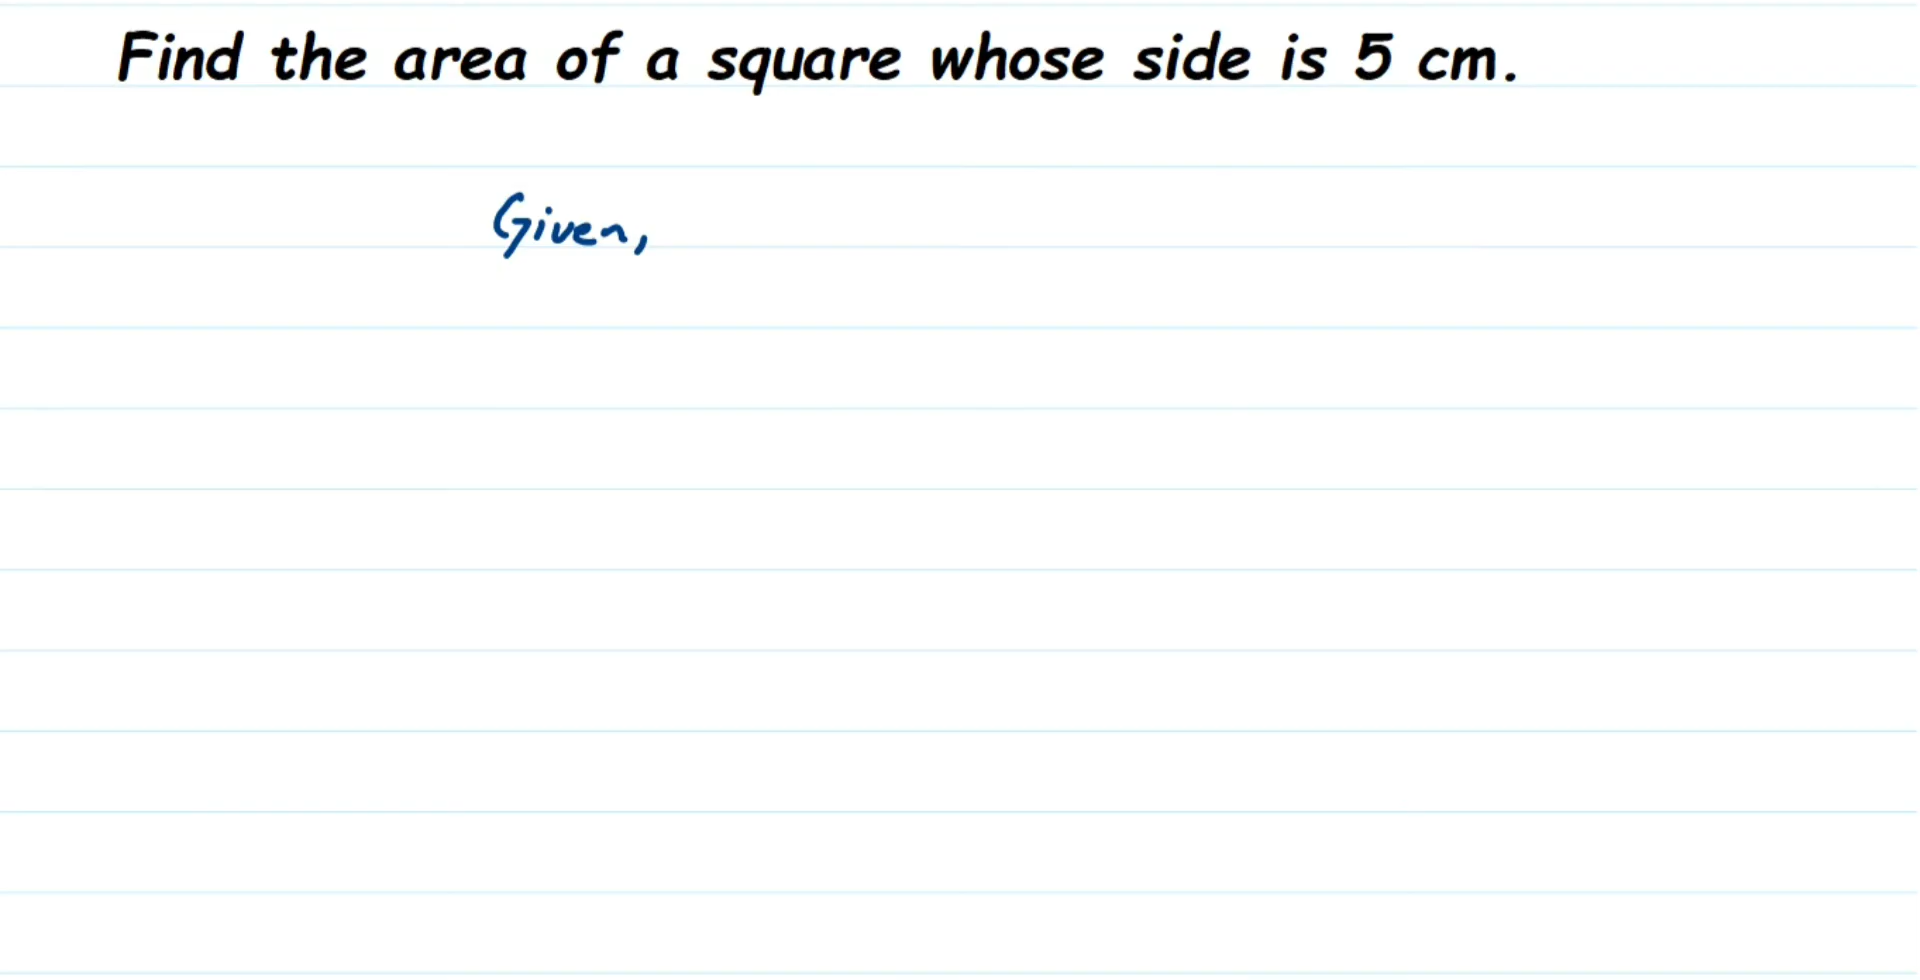 Find the area of a square whose side is 5 cm.
Given,